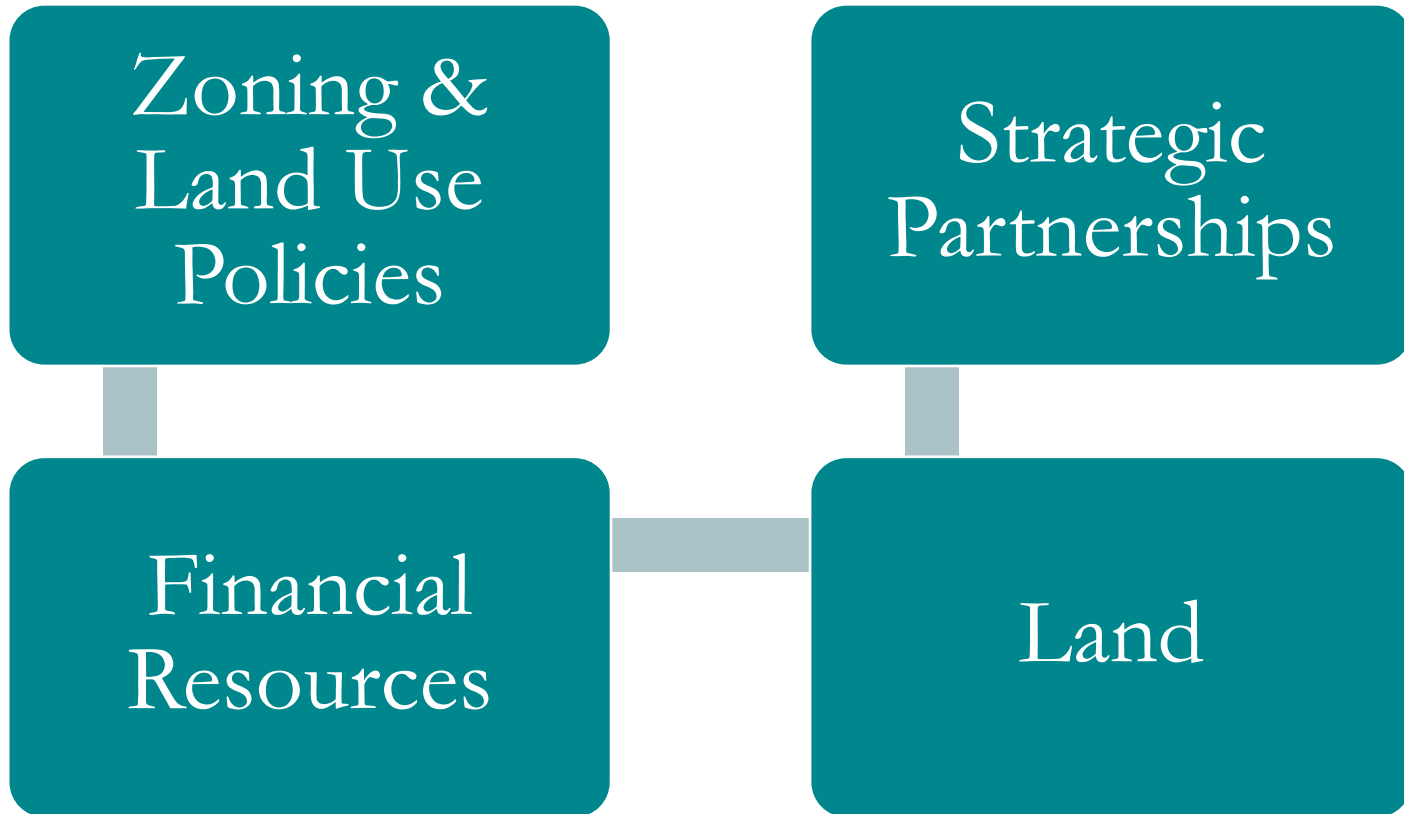 Zoning &
Land Use
Policies
Strategic
Partnerships
Financial
Resources
Land